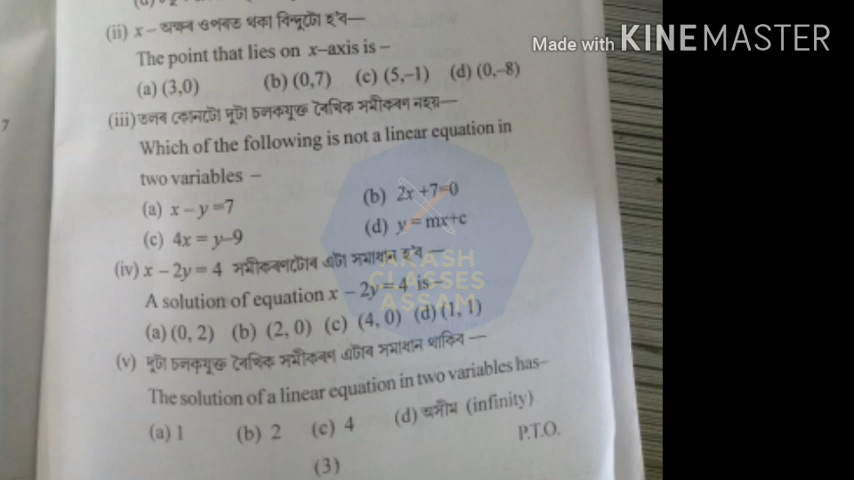 Made with KINEMASTER
(ii) x – অক্ষৰ ওপৰত থকা বিন্দুটো হ'ব—
The point that lies on x–axis is –
(a) (3,0) (b) (0,7) (c) (5,–1) (d) (0,–8)
7
(iii) তলৰ কোনটো দুটা চলকযুক্ত ৰৈখিক সমীকৰণ নহয়—
Which of the following is not a linear equation in
two variables –
(a) x – y =7 (b) 2x +7=0
(c) 4x = y–9 (d) y = mx+c
(iv) x – 2y = 4 সমীকৰণটোৰ এটা সমাধান হ'ব —
A solution of equation x – 2y = 4 is –
(a) (0, 2) (b) (2, 0) (c) (4, 0) (d) (1, 1)
(v) দুটা চলকযুক্ত ৰৈখিক সমীকৰণ এটাৰ সমাধান থাকিব —
The solution of a linear equation in two variables has–
(a) 1 (b) 2 (c) 4 (d) অসীম (infinity)
P.T.O.
(3)
AKASH
CLASSES
ASSAM